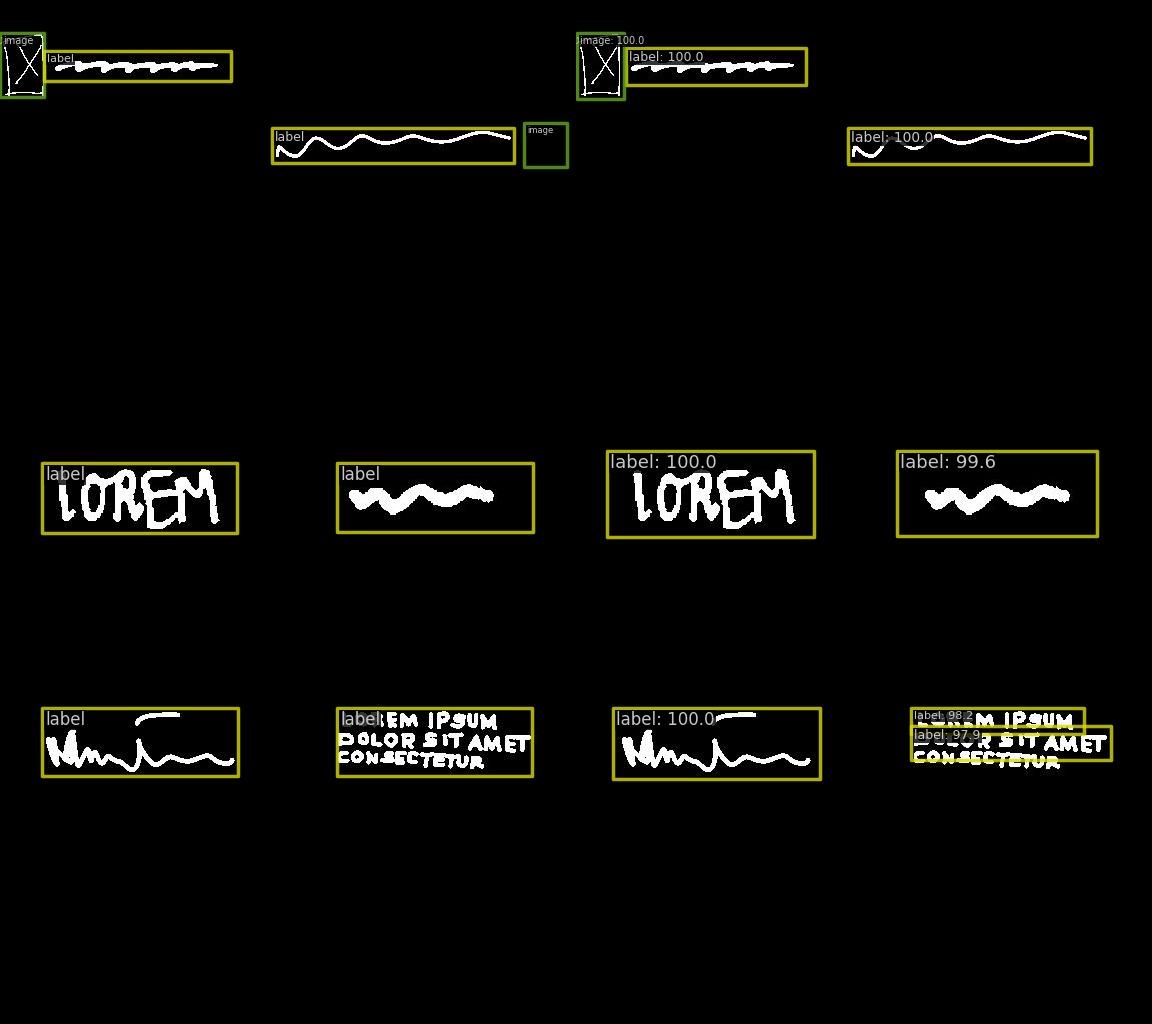 image
image: 100.0
label
label: 100.0
label
image
label: 100.0
label
label
label: 100.0
label: 99.6
lOREM
lOREM
label
label
label: 100.0
label: 98.2
EM IPSUM
M IPSUM
label: 97.9
DOLOR SIT AMET
DOLOR SIT AMET
CONSECTETUR
CONSECTETUR